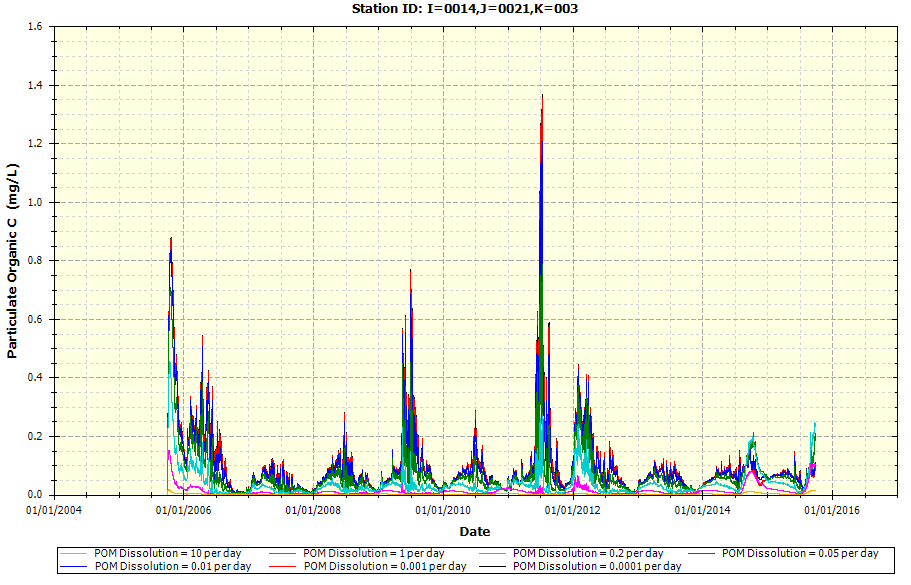 Station ID: I=0014,J=0021,K=003
Particulate Organic C (mg/L)
1.6
1.4
1.2
1.0
0.8
0.6
0.4
0.2
0.0
01/01/2004 01/01/2006 01/01/2008 01/01/2010 01/01/2012 01/01/2014 01/01/2016
Date
POM Dissolution = 10 per day POM Dissolution = 1 per day POM Dissolution = 0.2 per day POM Dissolution = 0.05 per day
POM Dissolution = 0.01 per day POM Dissolution = 0.001 per day POM Dissolution = 0.0001 per day